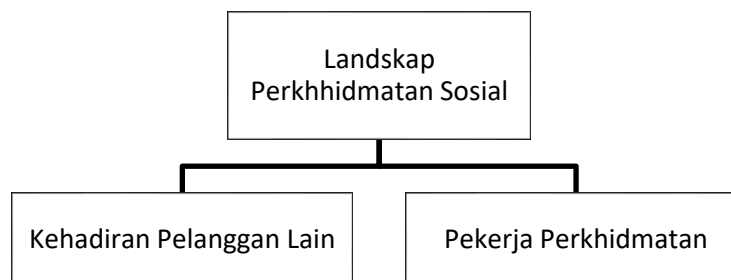 Landskap
Perkhhidmatan Sosial
Kehadiran Pelanggan Lain
Pekerja Perkhidmatan